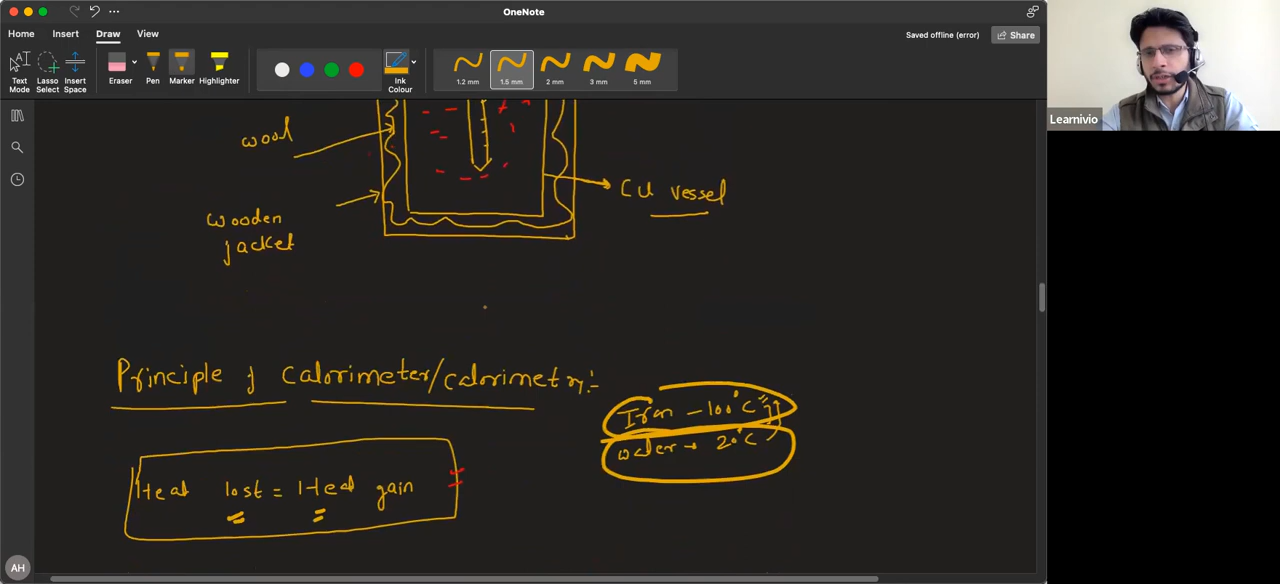 OneNote
Home Insert Draw View
Saved offline (error)
Share
Text Mode
Lasso Select
Insert Space
Eraser
Pen
Marker
Highlighter
Ink Colour
1.2 mm
1.5 mm
2 mm
3 mm
5 mm
Learnivio
wool
Cu vessel
wooden
jacket
Principle of Calorimeter/calorimetry:-
Iron - 100°C
water → 20°C
Heat lost = Heat gain
AH